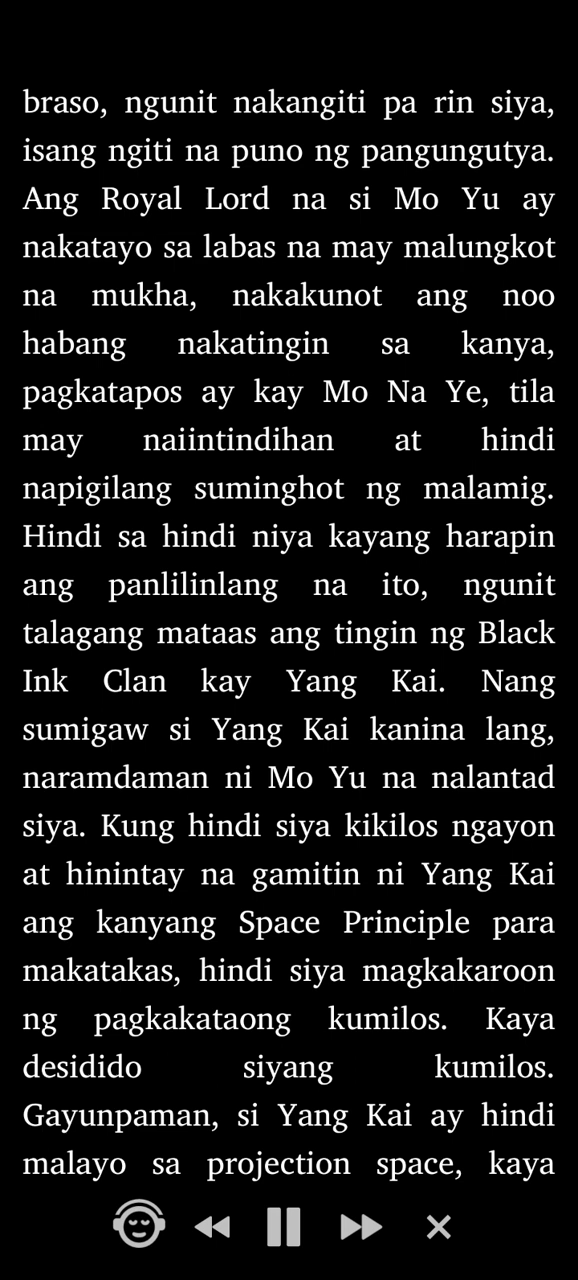 braso, ngunit nakangiti pa rin siya,
isang ngiti na puno ng pangungutya.
Ang Royal Lord na si Mo Yu ay
nakatayo sa labas na may malungkot
na mukha, nakakunot ang noo
habang nakatingin sa kanya,
pagkatapos ay kay Mo Na Ye, tila
may naiintindihan at hindi
napigilang suminghot ng malamig.
Hindi sa hindi niya kayang harapin
ang panlilinlang na ito, ngunit
talagang mataas ang tingin ng Black
Ink Clan kay Yang Kai. Nang
sumigaw si Yang Kai kanina lang,
naramdaman ni Mo Yu na nalantad
siya. Kung hindi siya kikilos ngayon
at hinintay na gamitin ni Yang Kai
ang kanyang Space Principle para
makatakas, hindi siya magkakaroon
ng pagkakataong kumilos. Kaya
desidido siyang kumilos.
Gayunpaman, si Yang Kai ay hindi
malayo sa projection space, kaya